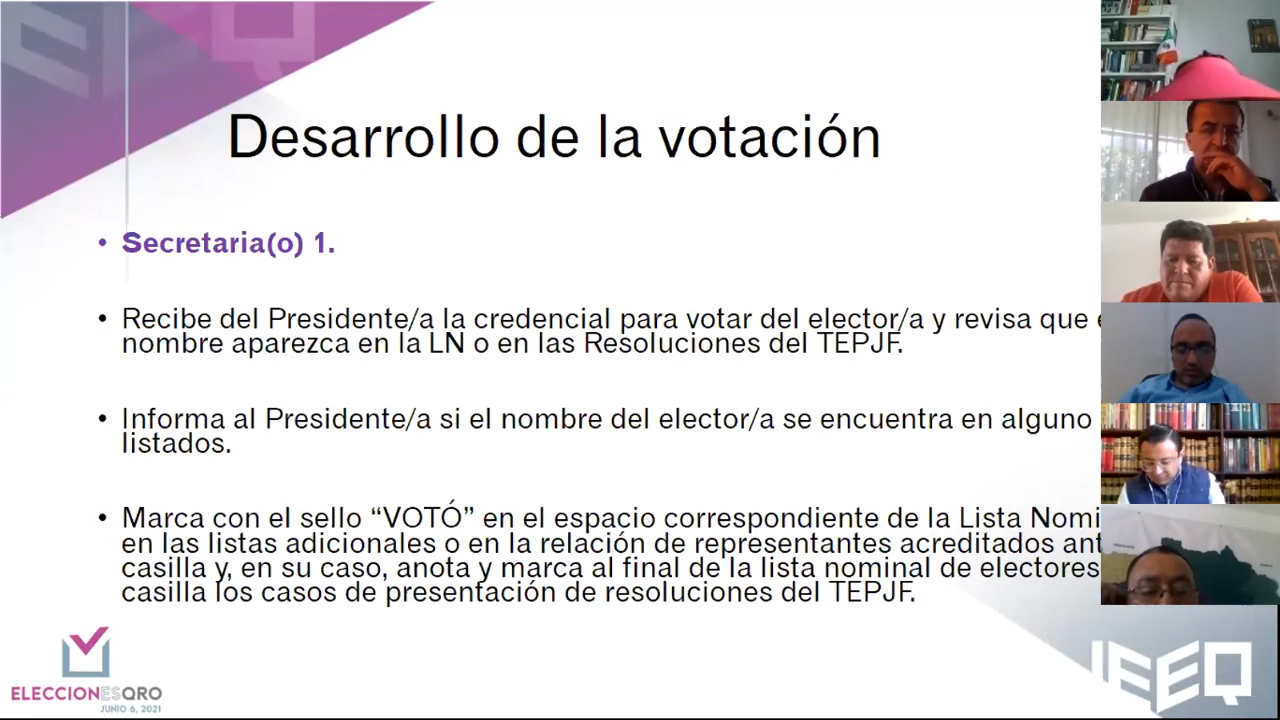 Desarrollo de la votación
• Secretaria(o) 1.
• Recibe del Presidente/a la credencial para votar del elector/a y revisa que
nombre aparezca en la LN o en las Resoluciones del TEPJF.
• Informa al Presidente/a si el nombre del elector/a se encuentra en alguno
listados.
• Marca con el sello “VOTÓ” en el espacio correspondiente de la Lista Nomi
en las listas adicionales o en la relación de representantes acreditados ant
casilla y, en su caso, anota y marca al final de la lista nominal de electores
casilla los casos de presentación de resoluciones del TEPJF.
ELECCIONESQRO
JUNIO 6, 2021
IEEQ